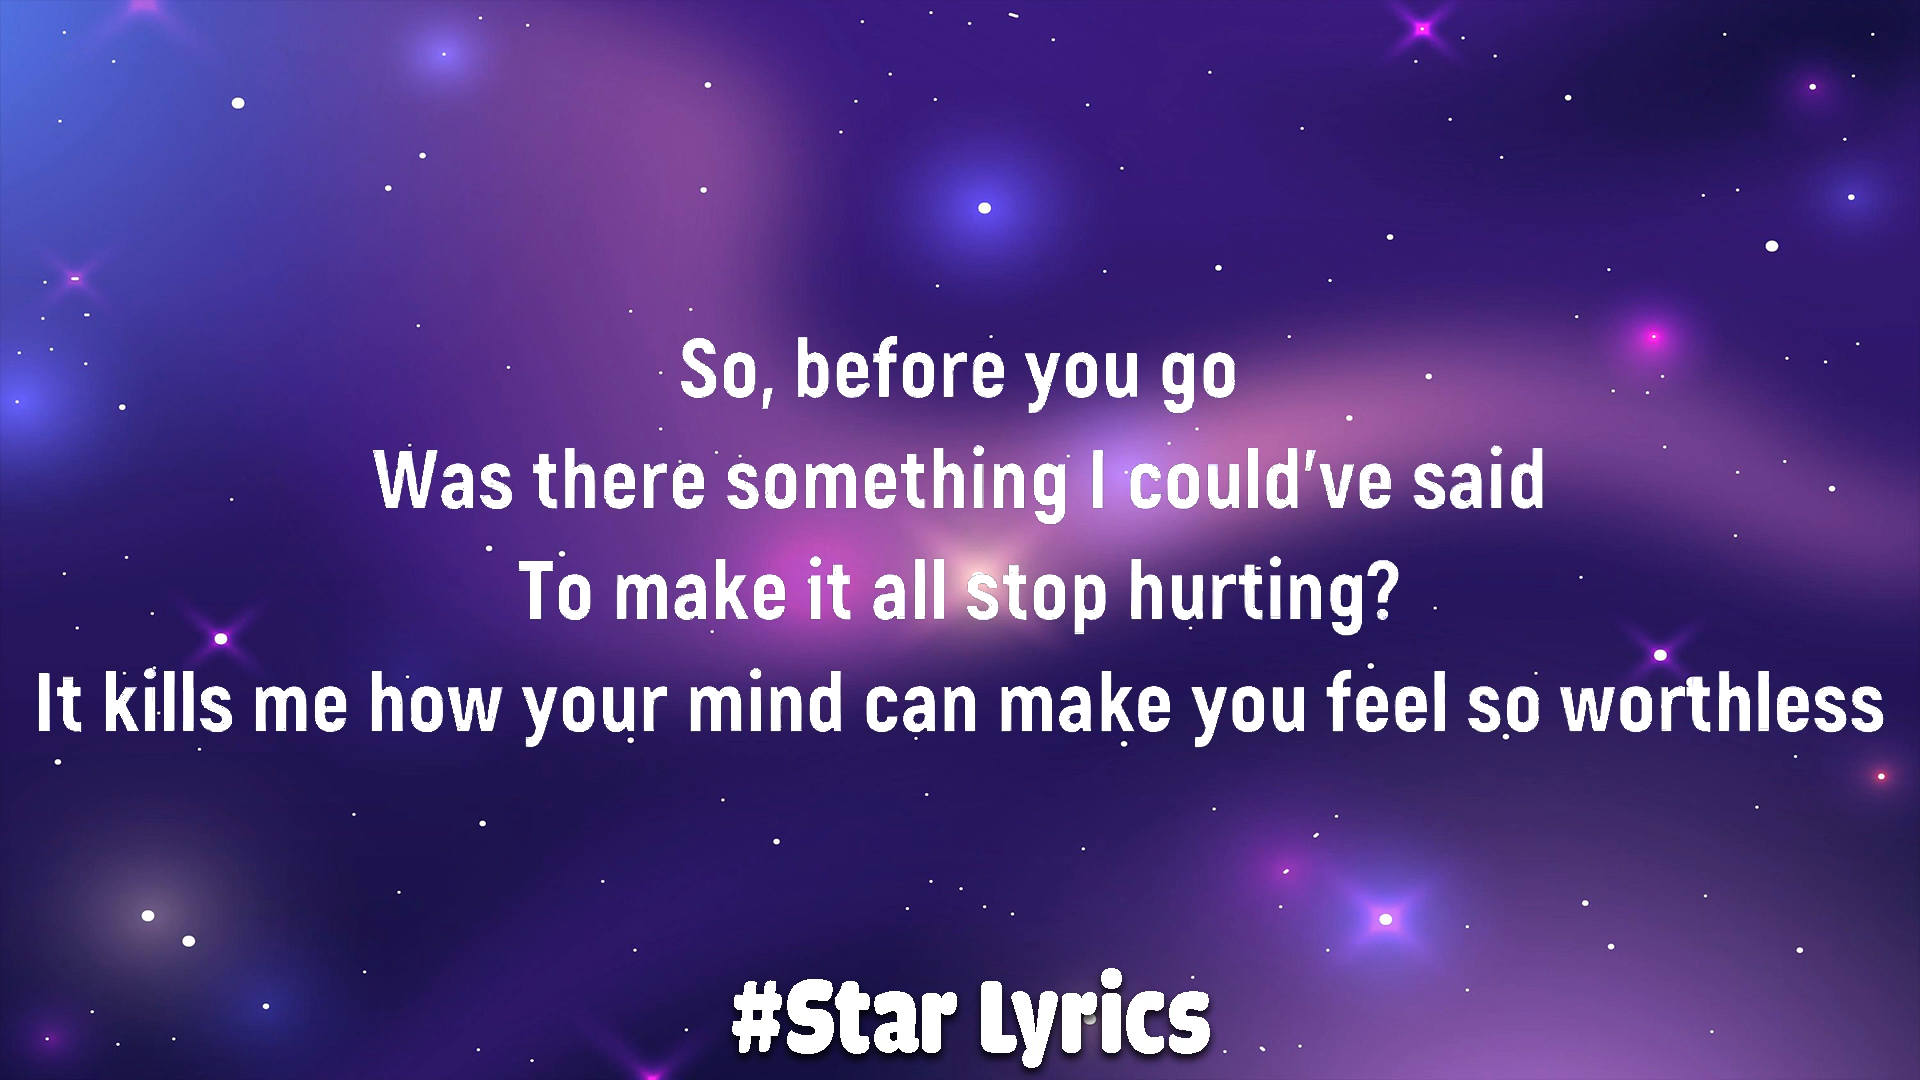 So, before you go
Was there something I could've said
To make it all stop hurting?
It kills me how your mind can make you feel so worthless
#Star Lyrics